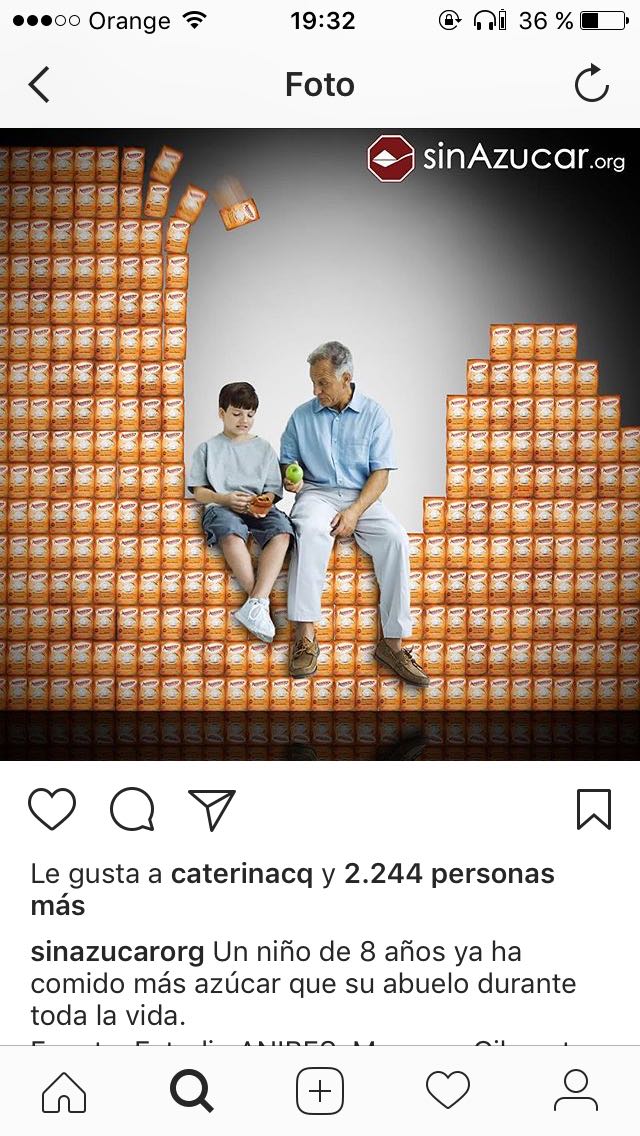 Orange 19:32 36 %
Foto
sinAzucar.org
Le gusta a caterinacq y 2.244 personas
más
sinazucarorg Un niño de 8 años ya ha
comido más azúcar que su abuelo durante
toda la vida.